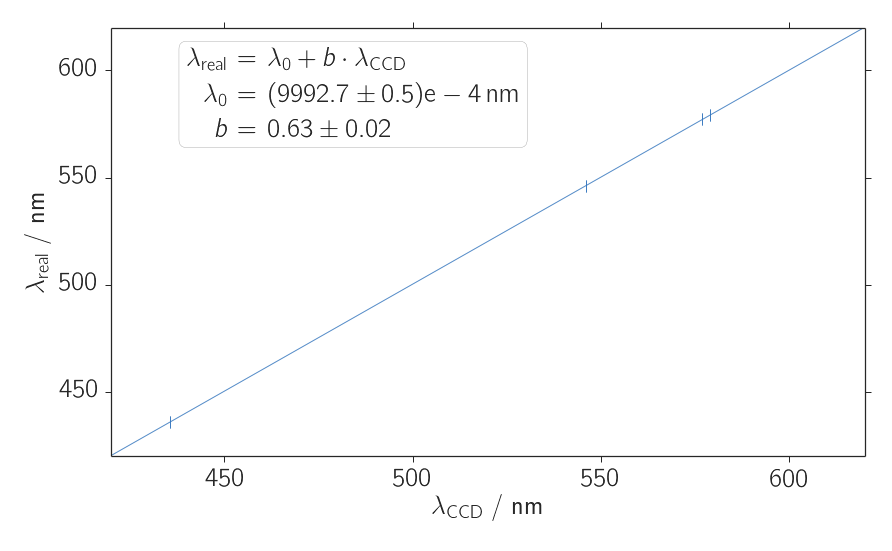 λreal = λ0 + b · λCCD
λ0 = (9992.7 ± 0.5)e − 4 nm
b = 0.63 ± 0.02
600
550
500
450
λreal / nm
450 500 550 600
λCCD / nm